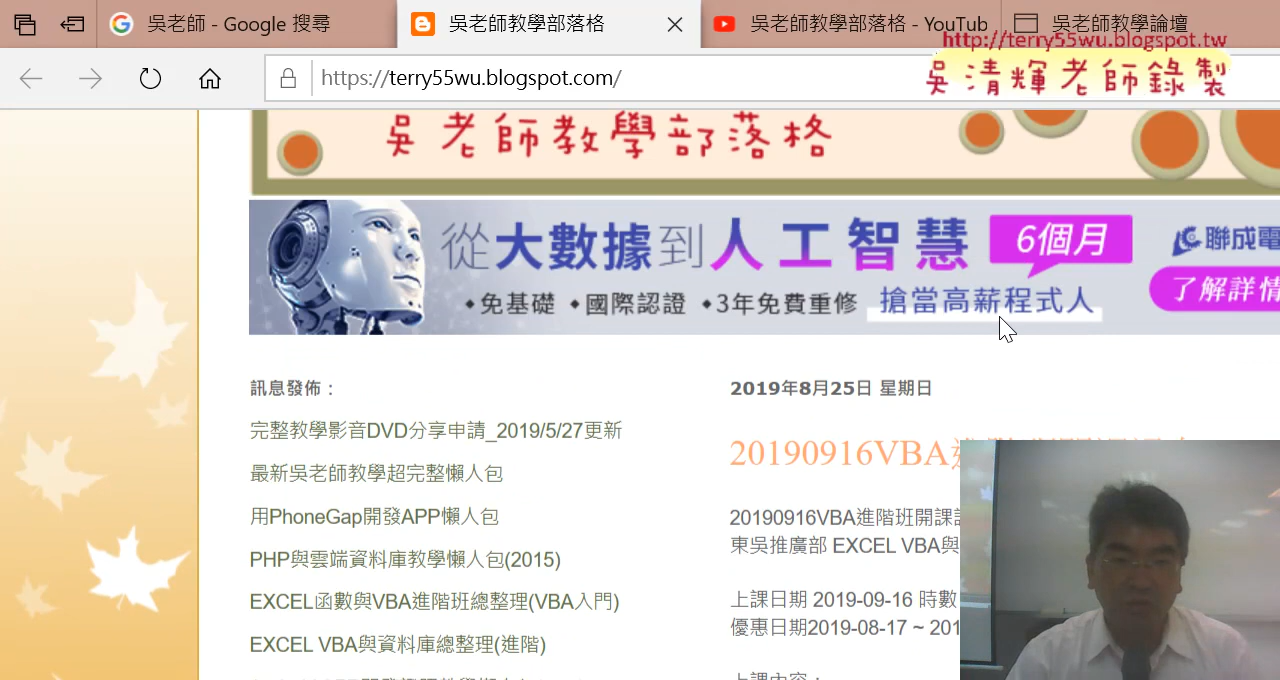 吳老師 - Google 搜尋
吳老師教學部落格
吳老師教學部落格 - YouTub
吳老師教學論壇
http://terry55wu.blogspot.tw
吳清輝老師錄製
https://terry55wu.blogspot.com/
吳老師教學部落格
從大數據到人工智慧
6個月
聯成電
◆免基礎 ◆國際認證 ◆3年免費重修 搶當高薪程式人
了解詳情
訊息發佈：
完整教學影音DVD分享申請_2019/5/27更新
最新吳老師教學超完整懶人包
用PhoneGap開發APP懶人包
PHP與雲端資料庫教學懶人包(2015)
EXCEL函數與VBA進階班總整理(VBA入門)
EXCEL VBA與資料庫總整理(進階)
2019年8月25日 星期日
20190916VBA
20190916VBA進階班開課
東吳推廣部 EXCEL VBA與
上課日期 2019-09-16 時數
優惠日期2019-08-17 ~ 201
上課內容：